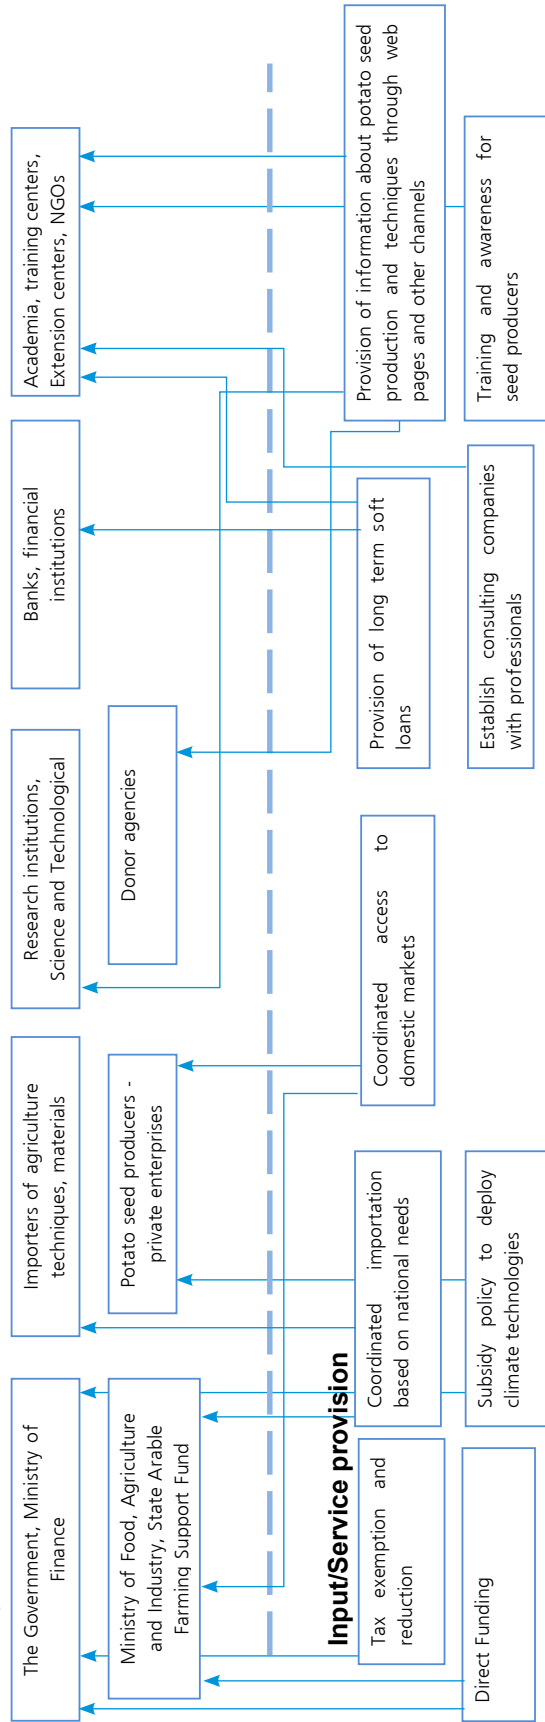 The Government, Ministry of
Finance
Importers of agriculture
techniques, materials
Research institutions,
Science and Technological
Banks, financial
institutions
Academia, training centers,
Extension centers, NGOs
Ministry of Food, Agriculture
and Industry, State Arable
Farming Support Fund
Potato seed producers -
private enterprises
Donor agencies
Input/Service provision
Tax exemption and
reduction
Coordinated importation
based on national needs
Coordinated access to
domestic markets
Provision of long term soft
loans
Provision of information about potato seed
production and techniques through web
pages and other channels
Direct Funding
Subsidy policy to deploy
climate technologies
Establish consulting companies
with professionals
Training and awareness for
seed producers